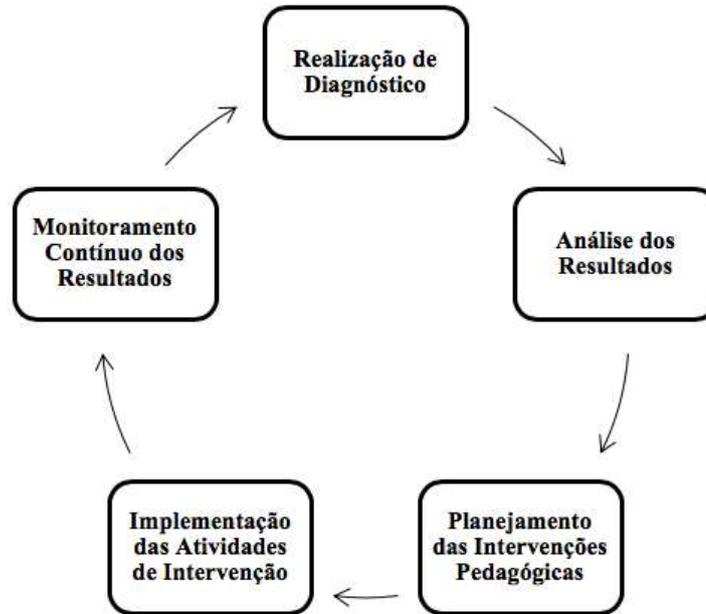 Realização de
Diagnóstico
Análise dos
Resultados
Planejamento
das Intervenções
Pedagógicas
Implementação
das Atividades
de Intervenção
Monitoramento
Contínuo dos
Resultados